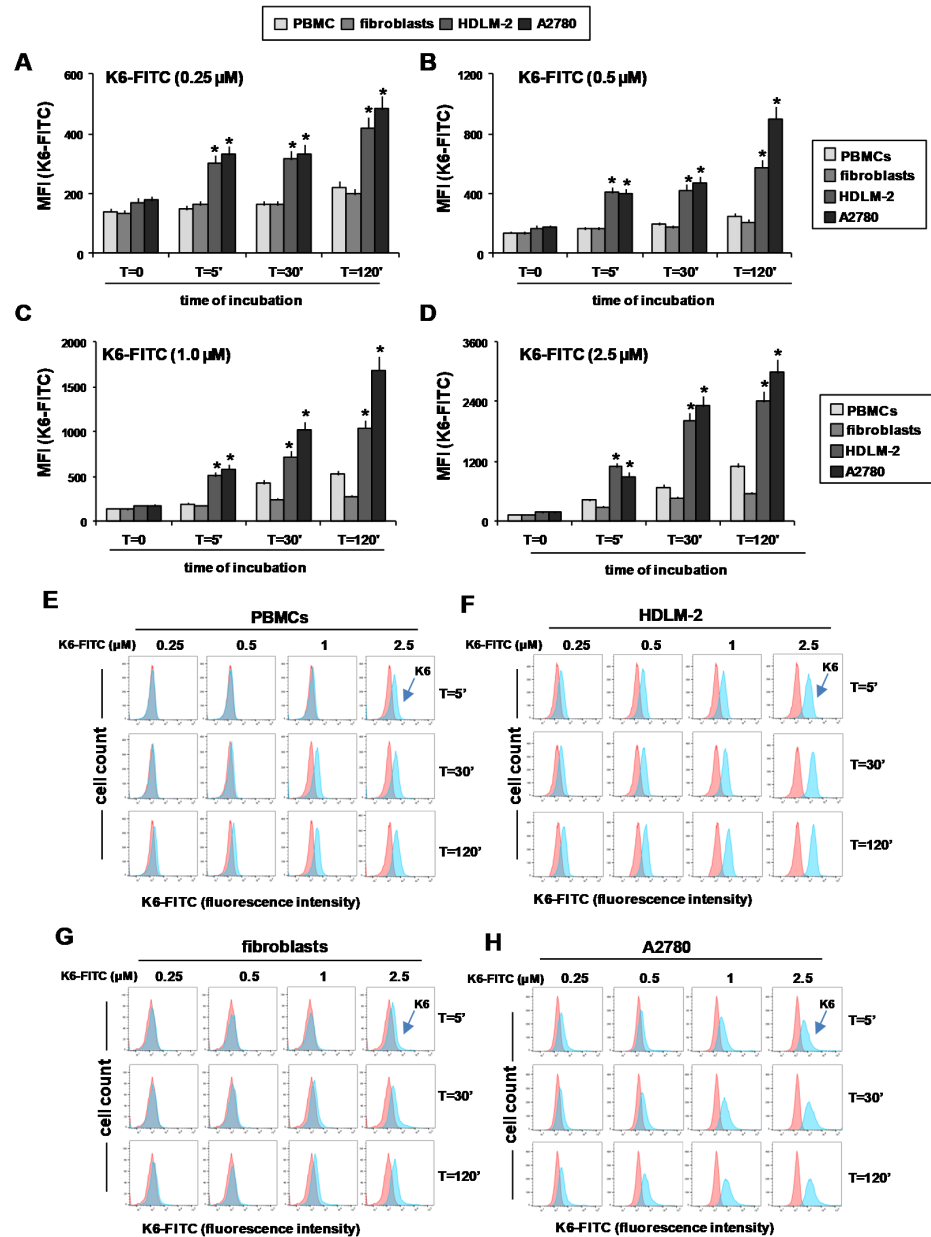 PBMC fibroblasts HDLM-2 A2780
A
K6-FITC (0.25 µM)
MFI (K6-FITC)
600
400
200
0
T=0 T=5' T=30' T=120'
time of incubation
* * * * * *
B
K6-FITC (0.5 µM)
MFI (K6-FITC)
1200
800
400
0
T=0 T=5' T=30' T=120'
time of incubation
* * * * * *
PBMCs
fibroblasts
HDLM-2
A2780
C
K6-FITC (1.0 µM)
MFI (K6-FITC)
2000
1500
1000
500
0
T=0 T=5' T=30' T=120'
time of incubation
* * * * * *
D
K6-FITC (2.5 µM)
MFI (K6-FITC)
3600
2400
1200
0
T=0 T=5' T=30' T=120'
time of incubation
* * * * * *
PBMCs
fibroblasts
HDLM-2
A2780
E
PBMCs
K6-FITC (µM) 0.25 0.5 1 2.5
K6
T=5'
T=30'
T=120'
cell count
K6-FITC (fluorescence intensity)
F
HDLM-2
K6-FITC (µM) 0.25 0.5 1 2.5
K6
T=5'
T=30'
T=120'
cell count
K6-FITC (fluorescence intensity)
G
fibroblasts
K6-FITC (µM) 0.25 0.5 1 2.5
K6
T=5'
T=30'
T=120'
cell count
K6-FITC (fluorescence intensity)
H
A2780
K6-FITC (µM) 0.25 0.5 1 2.5
K6
T=5'
T=30'
T=120'
cell count
K6-FITC (fluorescence intensity)